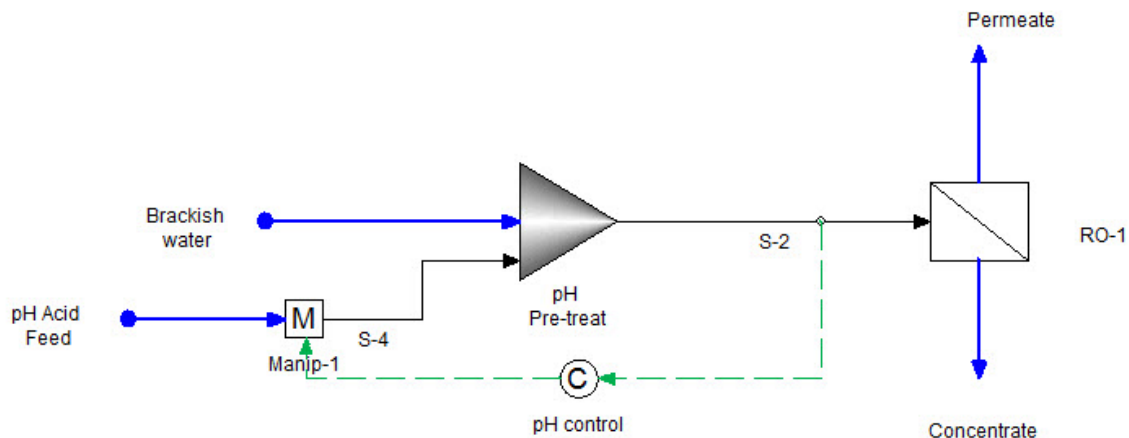 Permeate
Brackish
water
S-2
RO-1
pH
Pre-treat
pH Acid
Feed
M
S-4
Manip-1
C
pH control
Concentrate